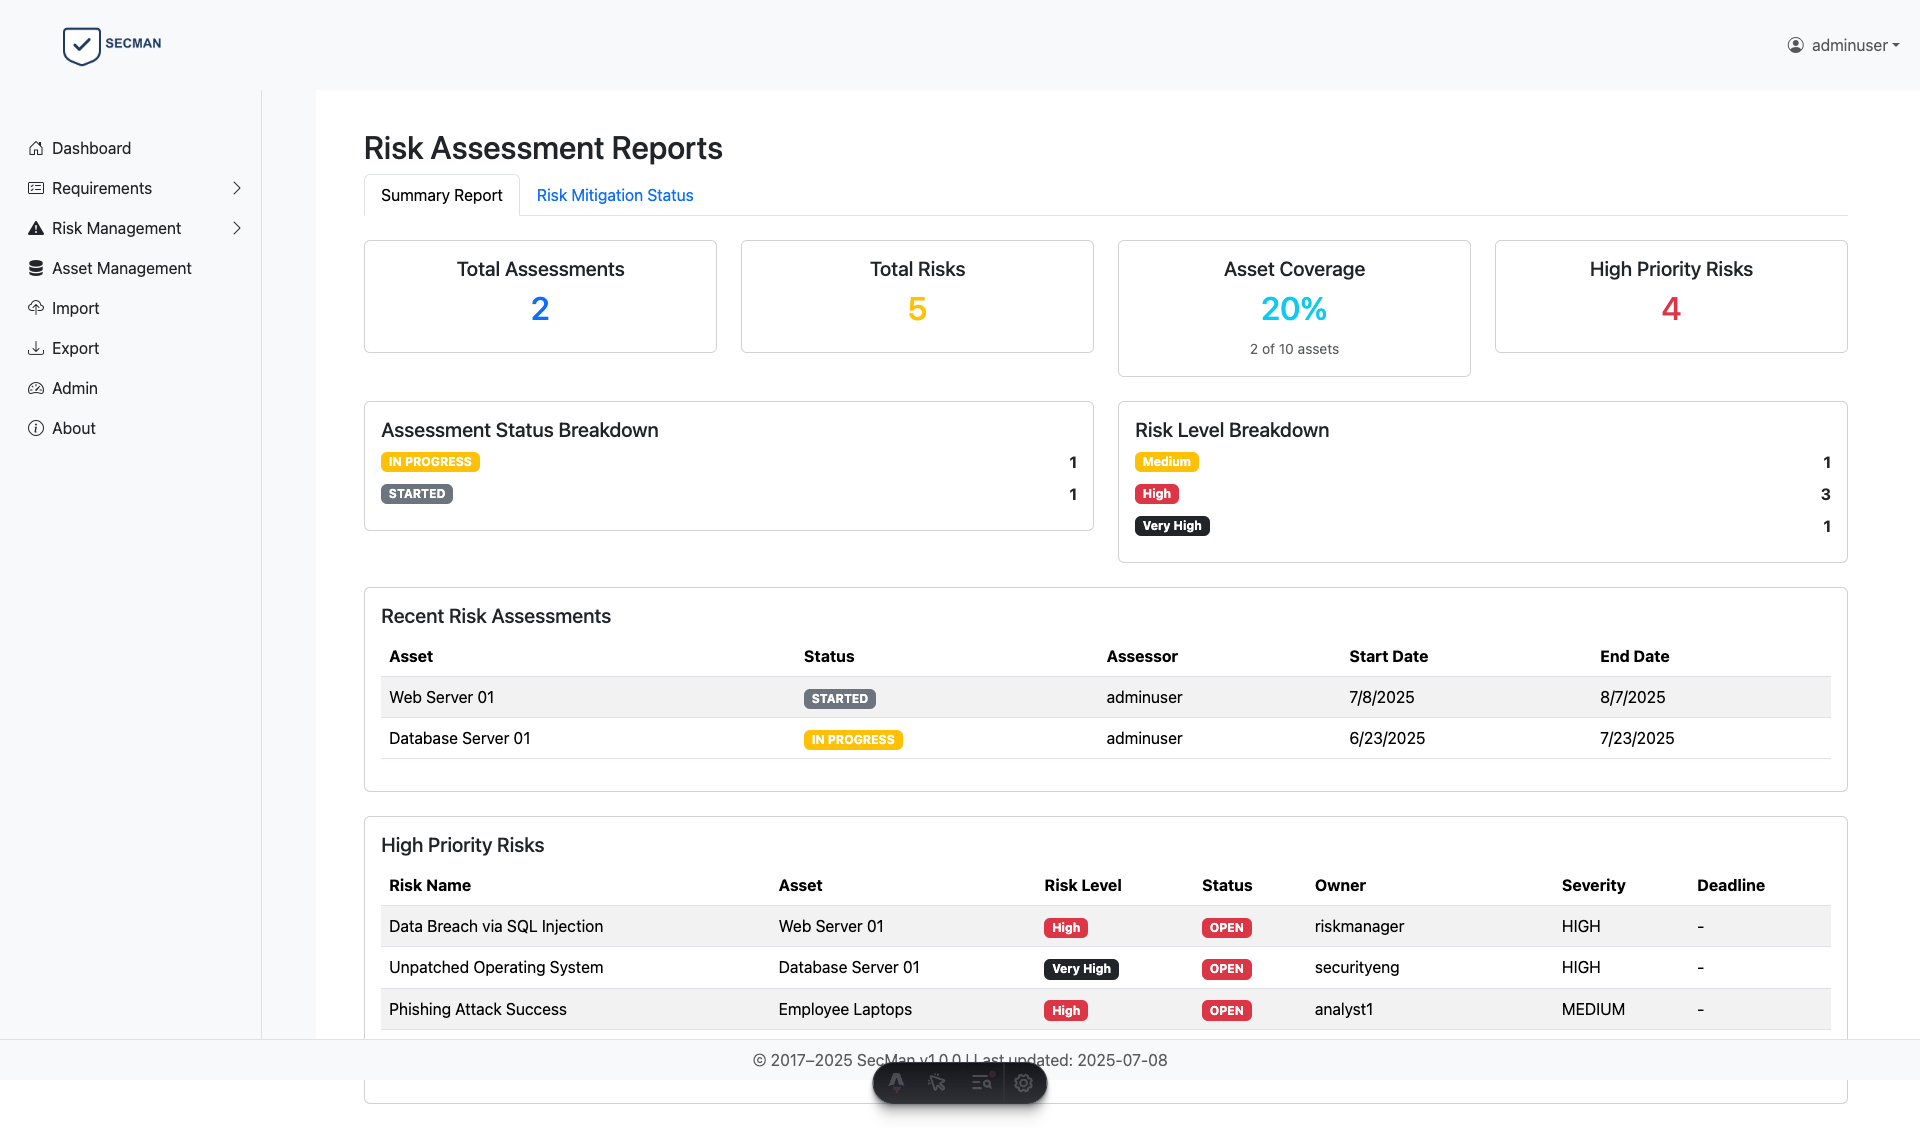 SECMAN
adminuser
Dashboard
Requirements
Risk Management
Asset Management
Import
Export
Admin
About
Risk Assessment Reports
Summary Report
Risk Mitigation Status
Total Assessments
2
Total Risks
5
Asset Coverage
20%
2 of 10 assets
High Priority Risks
4
Assessment Status Breakdown
IN PROGRESS 1
STARTED 1
Risk Level Breakdown
Medium 1
High 3
Very High 1
Recent Risk Assessments
Asset Status Assessor Start Date End Date
Web Server 01 STARTED adminuser 7/8/2025 8/7/2025
Database Server 01 IN PROGRESS adminuser 6/23/2025 7/23/2025
High Priority Risks
Risk Name Asset Risk Level Status Owner Severity Deadline
Data Breach via SQL Injection Web Server 01 High OPEN riskmanager HIGH -
Unpatched Operating System Database Server 01 Very High OPEN securityeng HIGH -
Phishing Attack Success Employee Laptops High OPEN analyst1 MEDIUM -
© 2017–2025 SecMan v1.0.0 | Last updated: 2025-07-08